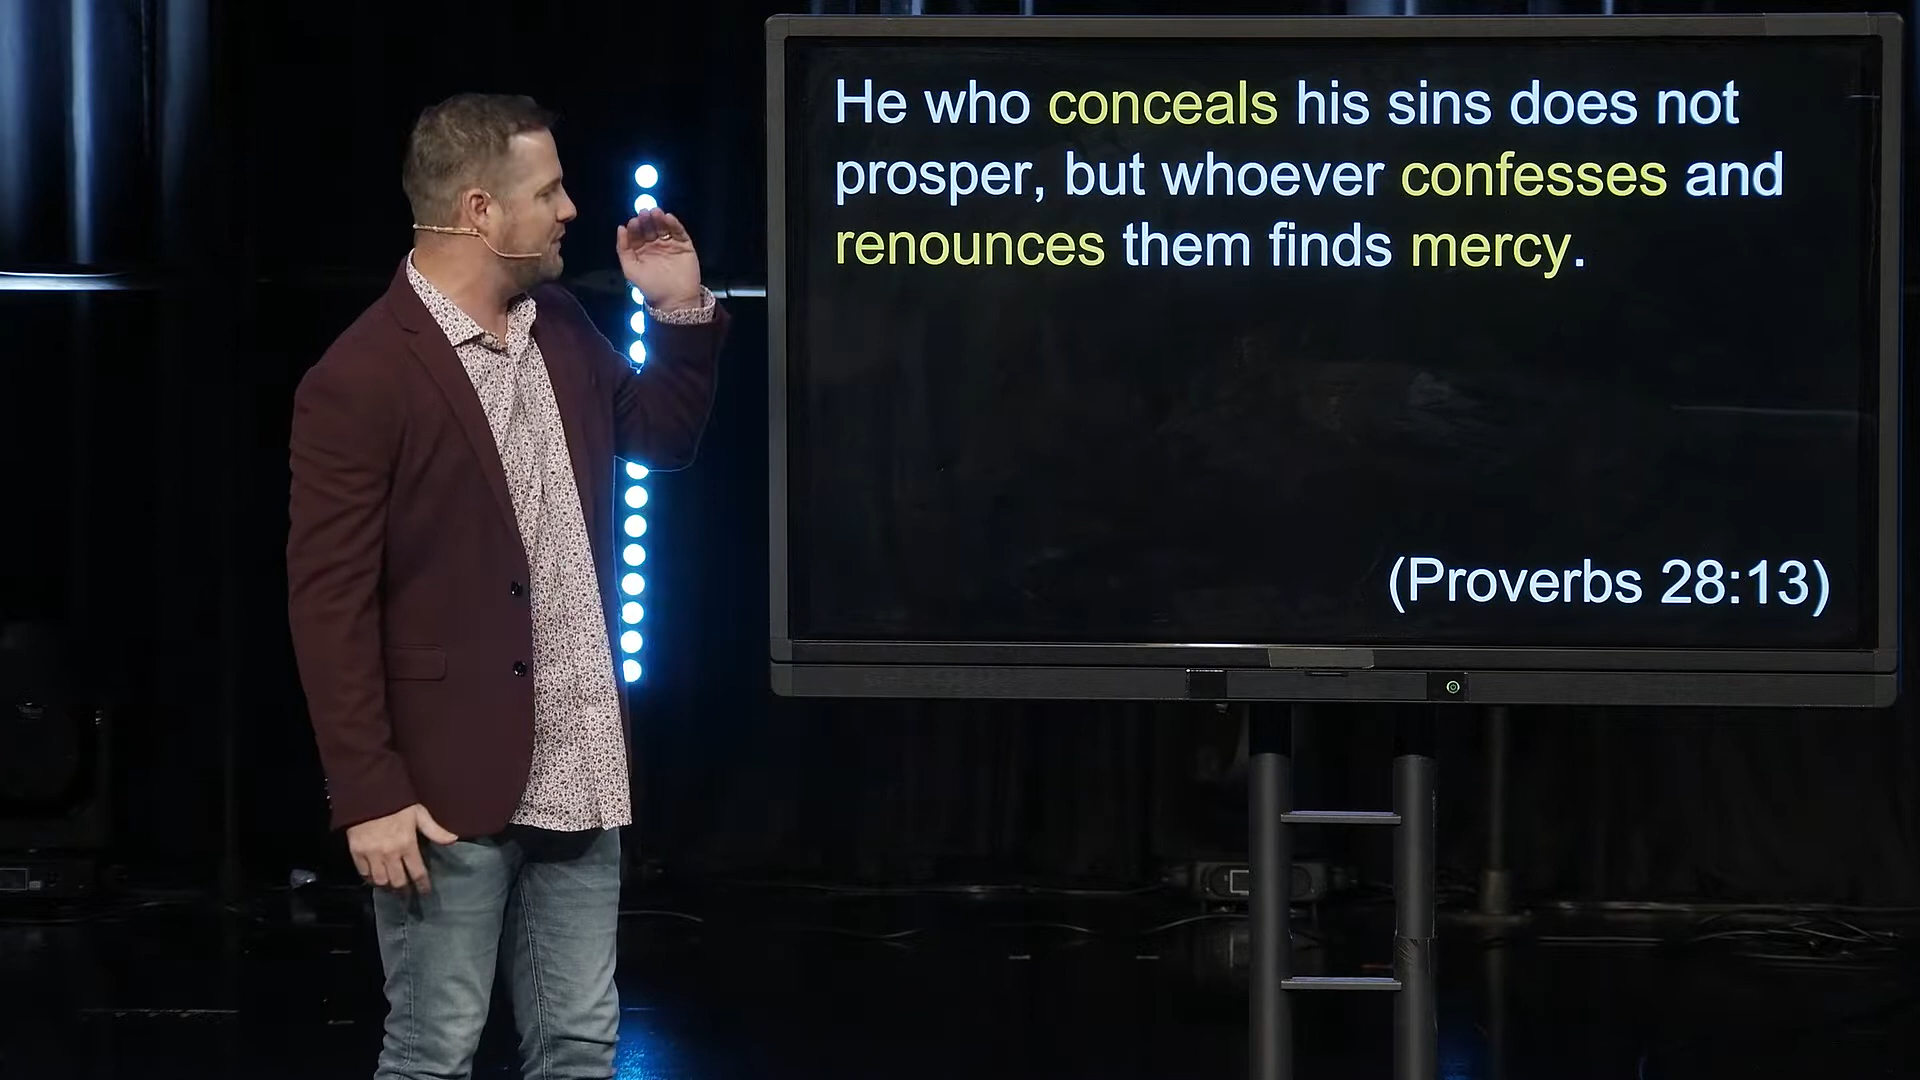 He who conceals his sins does not
prosper, but whoever confesses and
renounces them finds mercy.
(Proverbs 28:13)